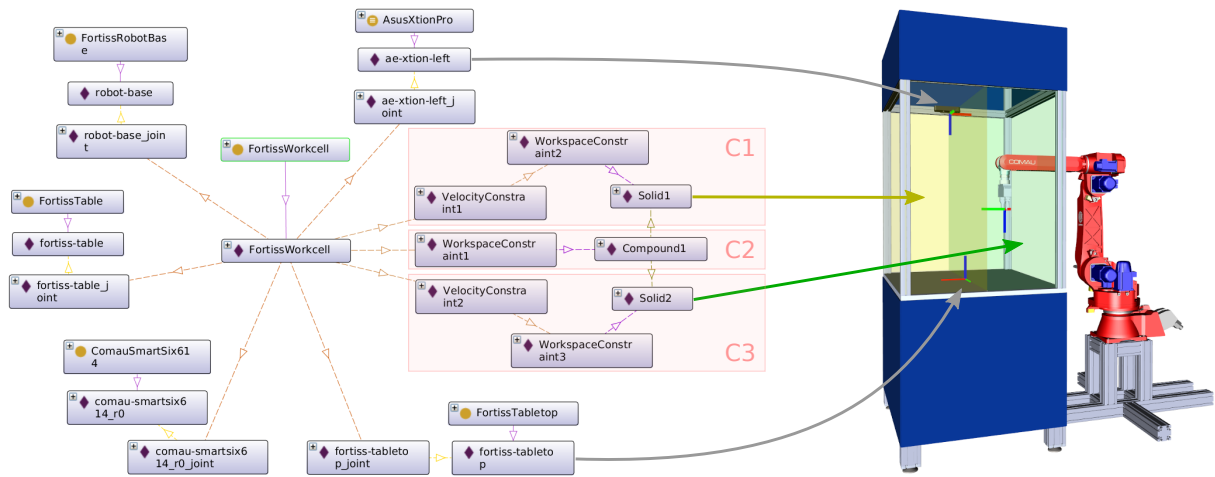 AsusXtionPro
ae-xtion-left
ae-xtion-left_j
oint
FortissRobotBas
e
robot-base
robot-base_join
t
FortissWorkcell
FortissTable
fortiss-table
fortiss-table_j
oint
FortissWorkcell
C1
WorkspaceConstr
aint2
VelocityConstra
int1
Solid1
C2
WorkspaceConstr
aint1
Compound1
C3
VelocityConstra
int2
Solid2
WorkspaceConstr
aint3
ComauSmartSix61
4
comau-smartsix6
14_r0
comau-smartsix6
14_r0_joint
FortissTabletop
fortiss-tableto
p_joint
fortiss-tableto
p
COMAU